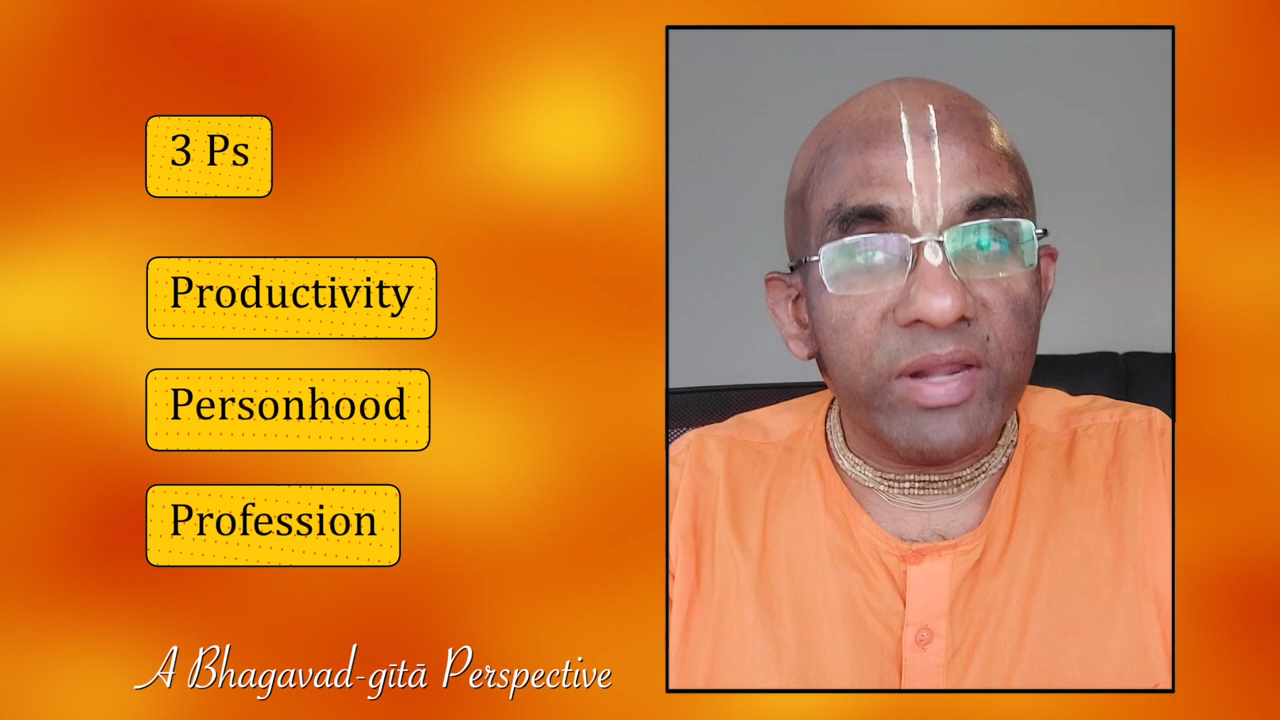 3 Ps
Productivity
Personhood
Profession
A Bhagavad-gītā Perspective